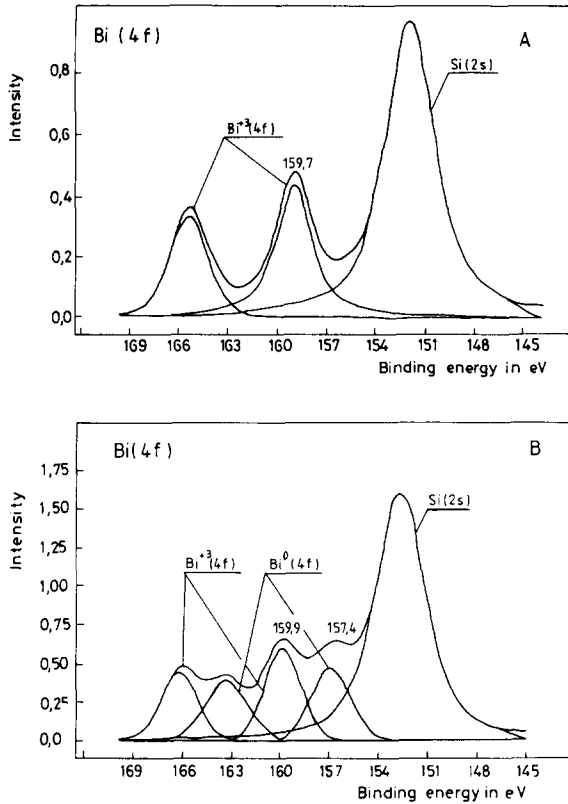 Bi (4f)
A
Si(2s)
Bi⁺³(4f)
159,7
Intensity
0,8
0,6
0,4
0,2
0,0
169 166 163 160 157 154 151 148 145
Binding energy in eV
Bi(4f)
B
Si(2s)
Bi⁺³(4f)
Bi⁰(4f)
159,9
157,4
Intensity
1,75
1,50
1,25
1,00
0,75
0,50
0,25
0,0
169 166 163 160 157 154 151 148 145
Binding energy in eV